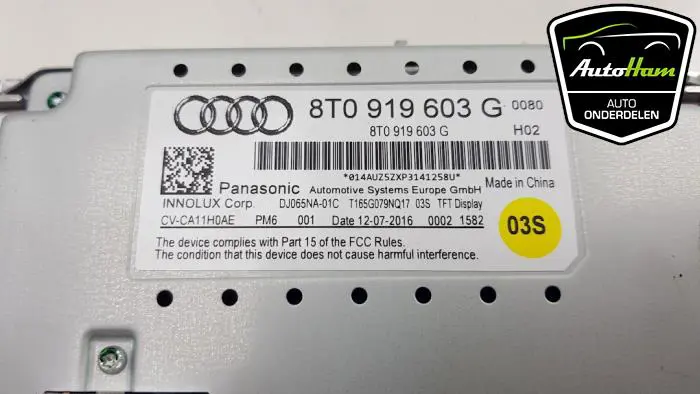 AutoHam
AUTO
ONDERDELEN
8T0 919 603 G 0080
8T0 919 603 G H02
*014AUZ5ZXP3141258U*
Panasonic Automotive Systems Europe GmbH Made in China
INNOLUX Corp. DJ065NA-01C T165G079NQ17 03S TFT Display
CV-CA11H0AE PM6 001 Date 12-07-2016 0002 1582
03S
The device complies with Part 15 of the FCC Rules.
The condition that this device does not cause harmful interference.